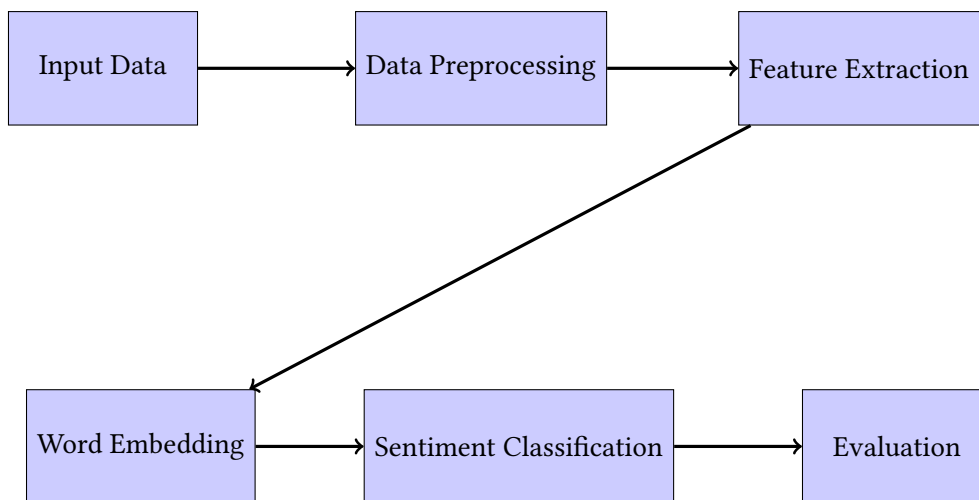 Input Data
Data Preprocessing
Feature Extraction
Word Embedding
Sentiment Classification
Evaluation